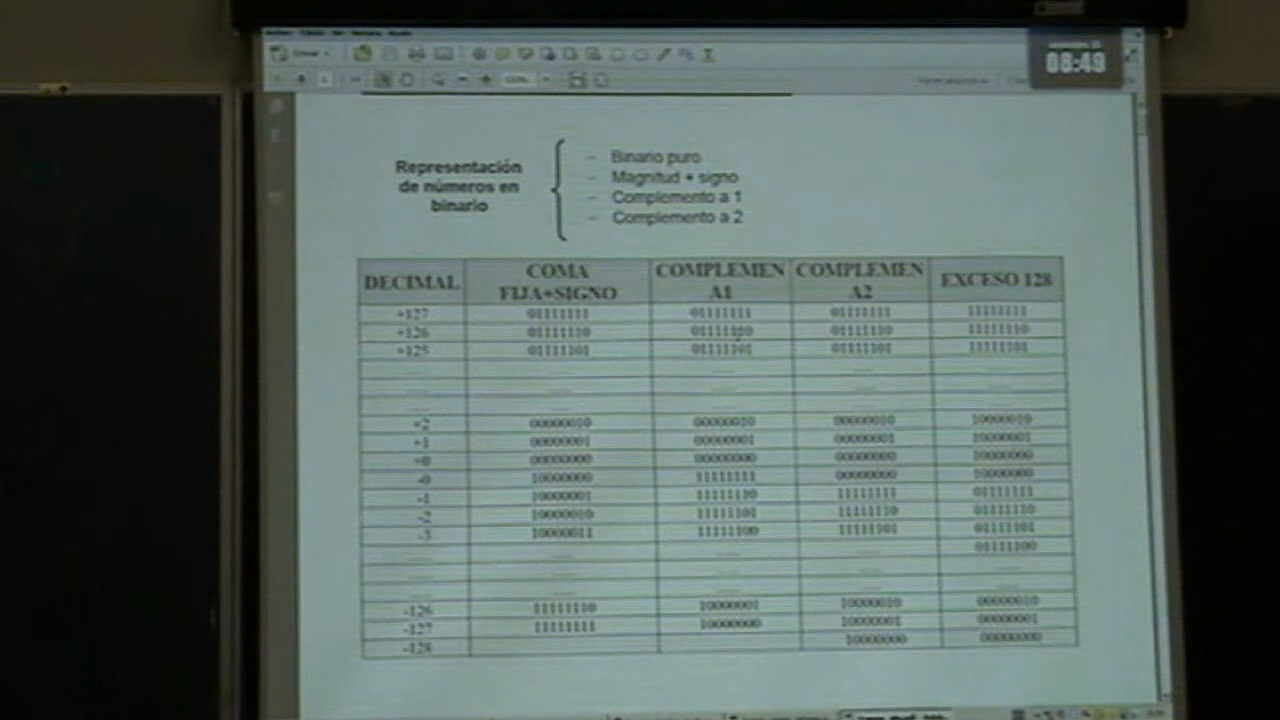 08:49
Representación
de números en
binario
- Binario puro
- Magnitud + signo
- Complemento a 1
- Complemento a 2
DECIMAL COMA FIJA+SIGNO COMPLEMEN A1 COMPLEMEN A2 EXCESO 128
+127 01111111 01111111 01111111 11111111
+126 01111110 01111110 01111110 11111110
+125 01111101 01111101 01111101 11111101
+2 00000010 00000010 00000010 10000010
+1 00000001 00000001 00000001 10000001
+0 00000000 00000000 00000000 10000000
-0 10000000 11111111 00000000 10000000
-1 10000001 11111110 11111111 01111111
-2 10000010 11111101 11111110 01111110
-3 10000011 11111100 11111101 01111101
01111100
-126 11111110 10000001 10000010 00000010
-127 11111111 10000000 10000001 00000001
-128 10000000 00000000